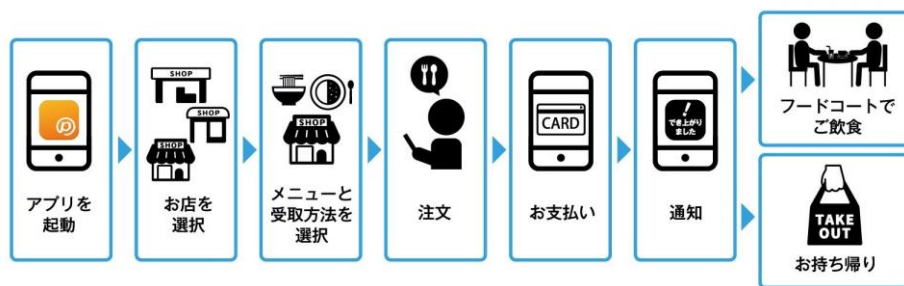 アプリを
起動
SHOP
SHOP
SHOP
お店を
選択
SHOP
メニューと
受取方法を
選択
注文
CARD
お支払い
!
でき上がり
ました
通知
フードコートで
ご飲食
TAKE
OUT
お持ち帰り